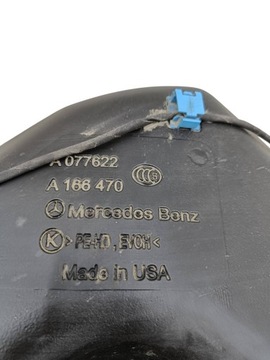 A 077622
A 166 470
Mercedes Benz
K >PE-HD, EVOH<
Made in USA